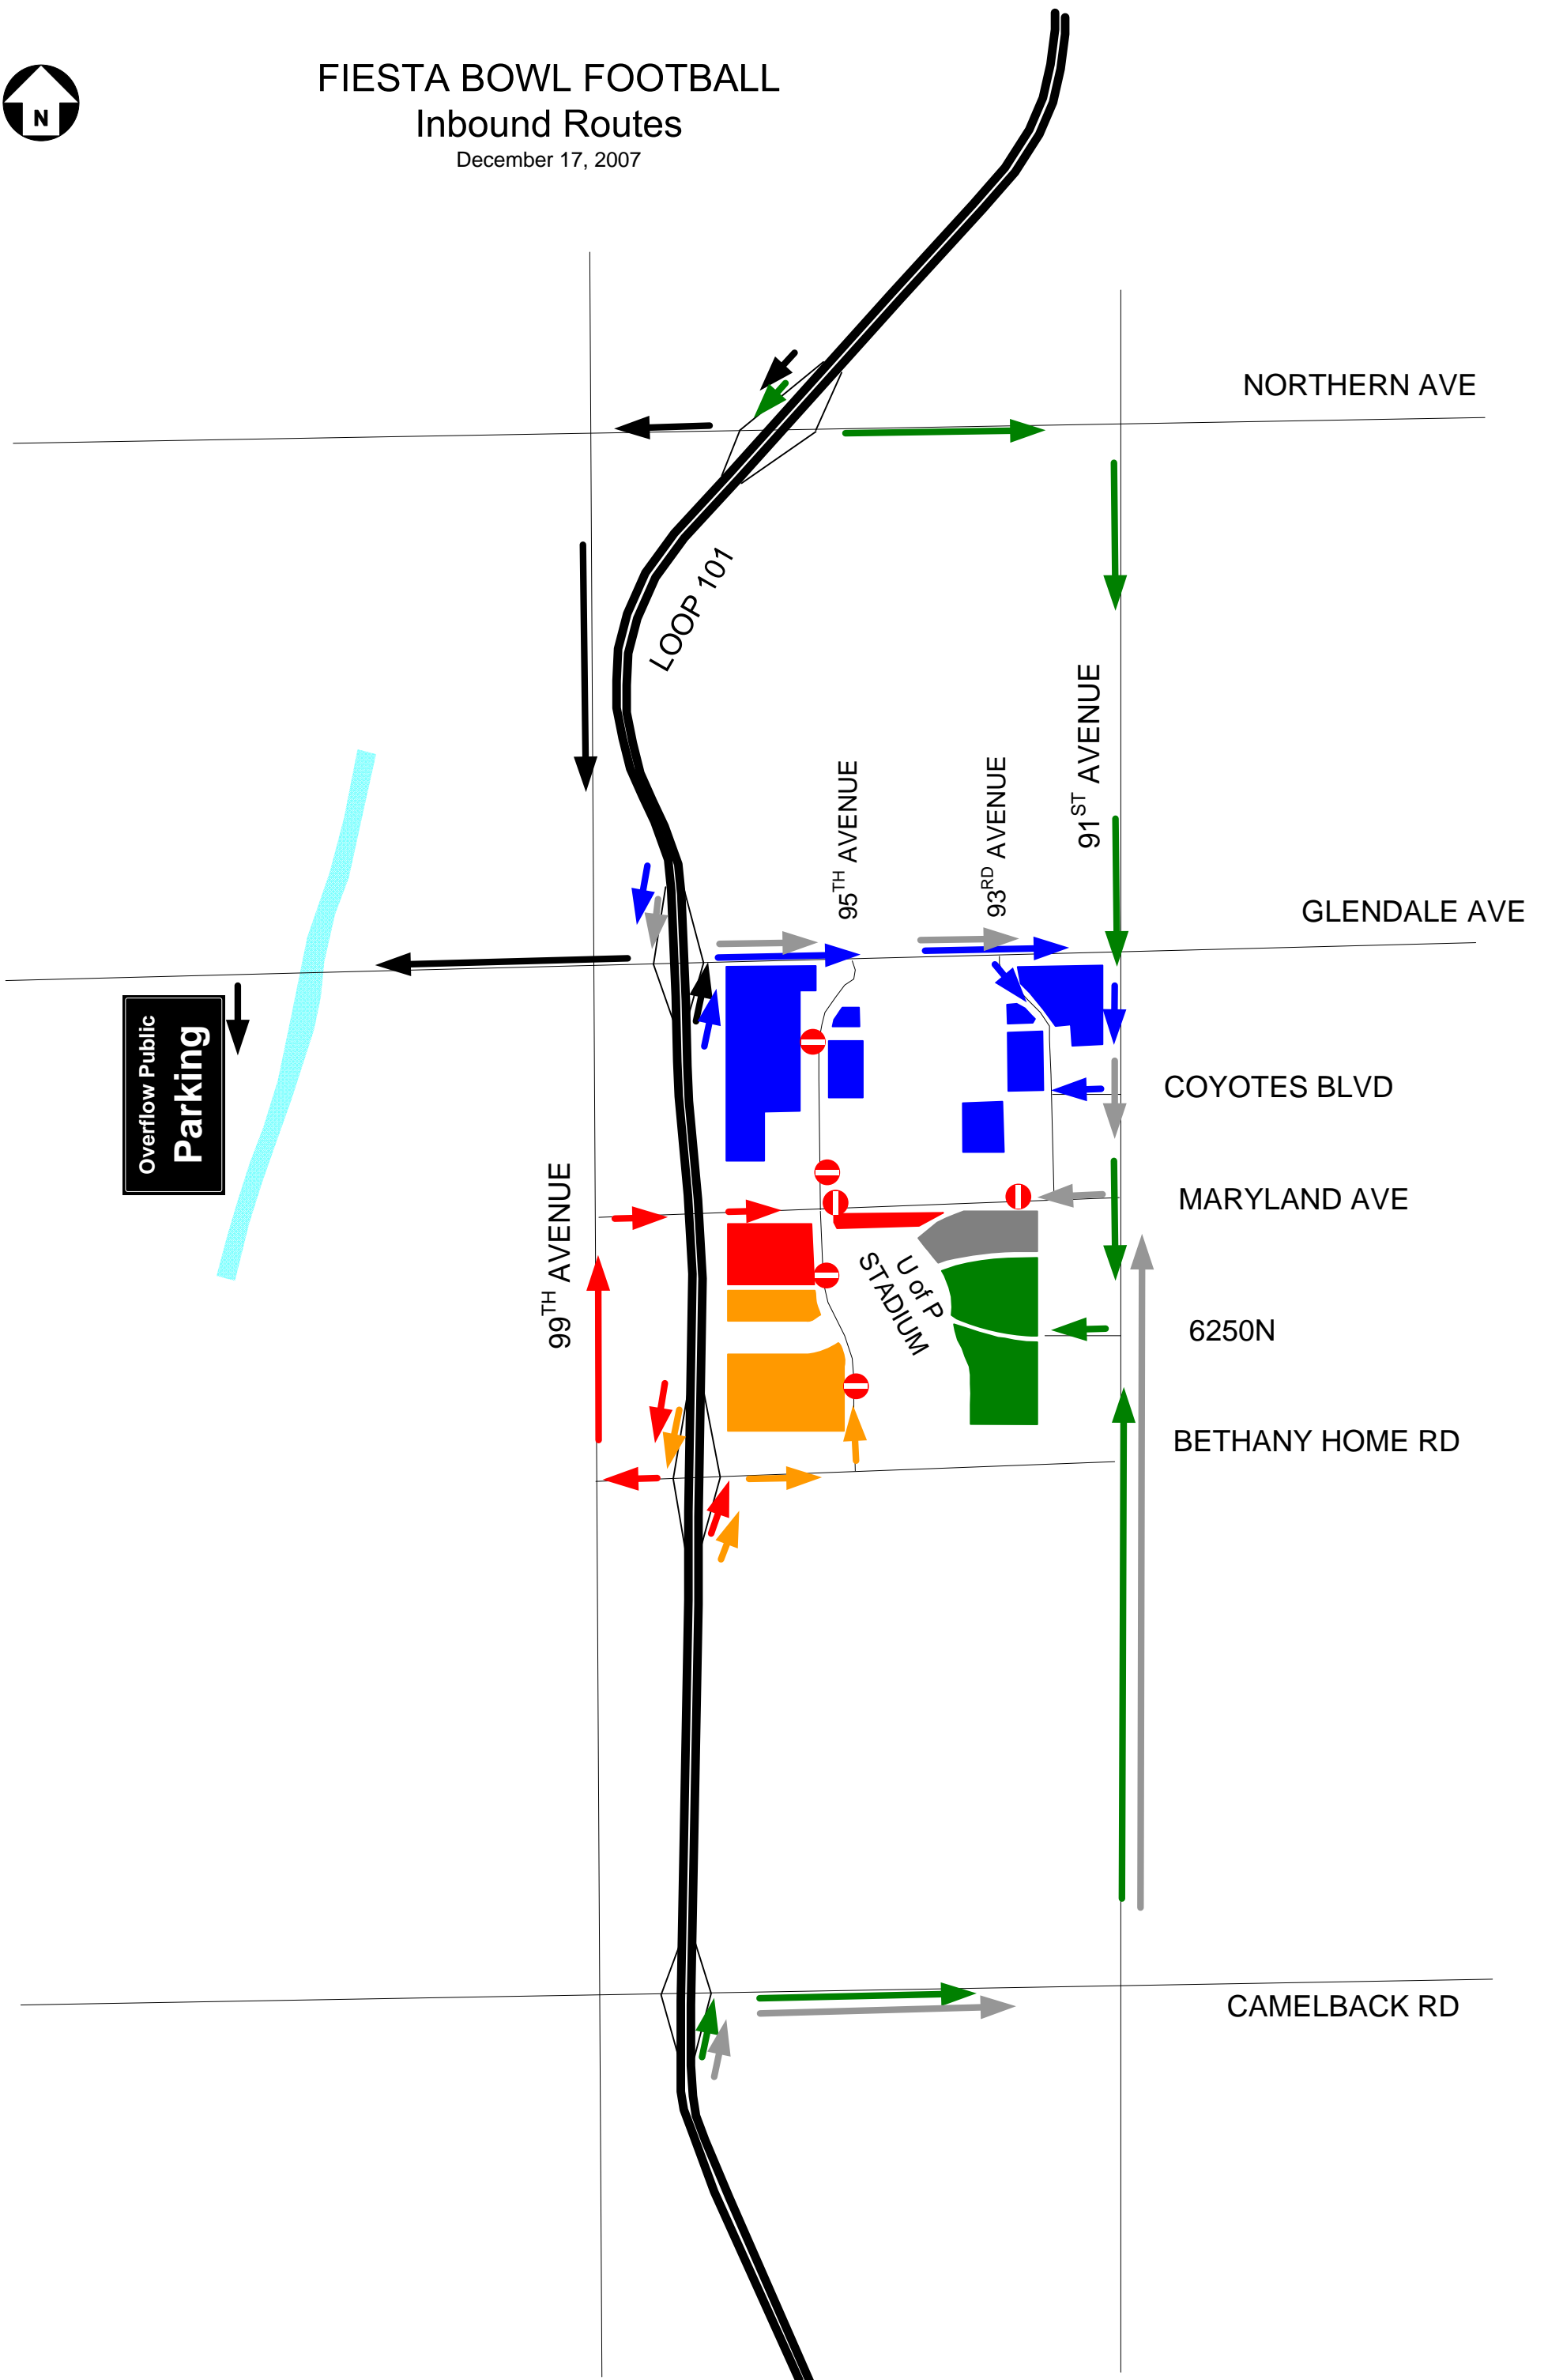 FIESTA BOWL FOOTBALL
Inbound Routes
December 17, 2007
N
NORTHERN AVE
LOOP 101
91ST AVENUE
95TH AVENUE
93RD AVENUE
GLENDALE AVE
Overflow Public
Parking
COYOTES BLVD
99TH AVENUE
MARYLAND AVE
U of P
STADIUM
6250N
BETHANY HOME RD
CAMELBACK RD